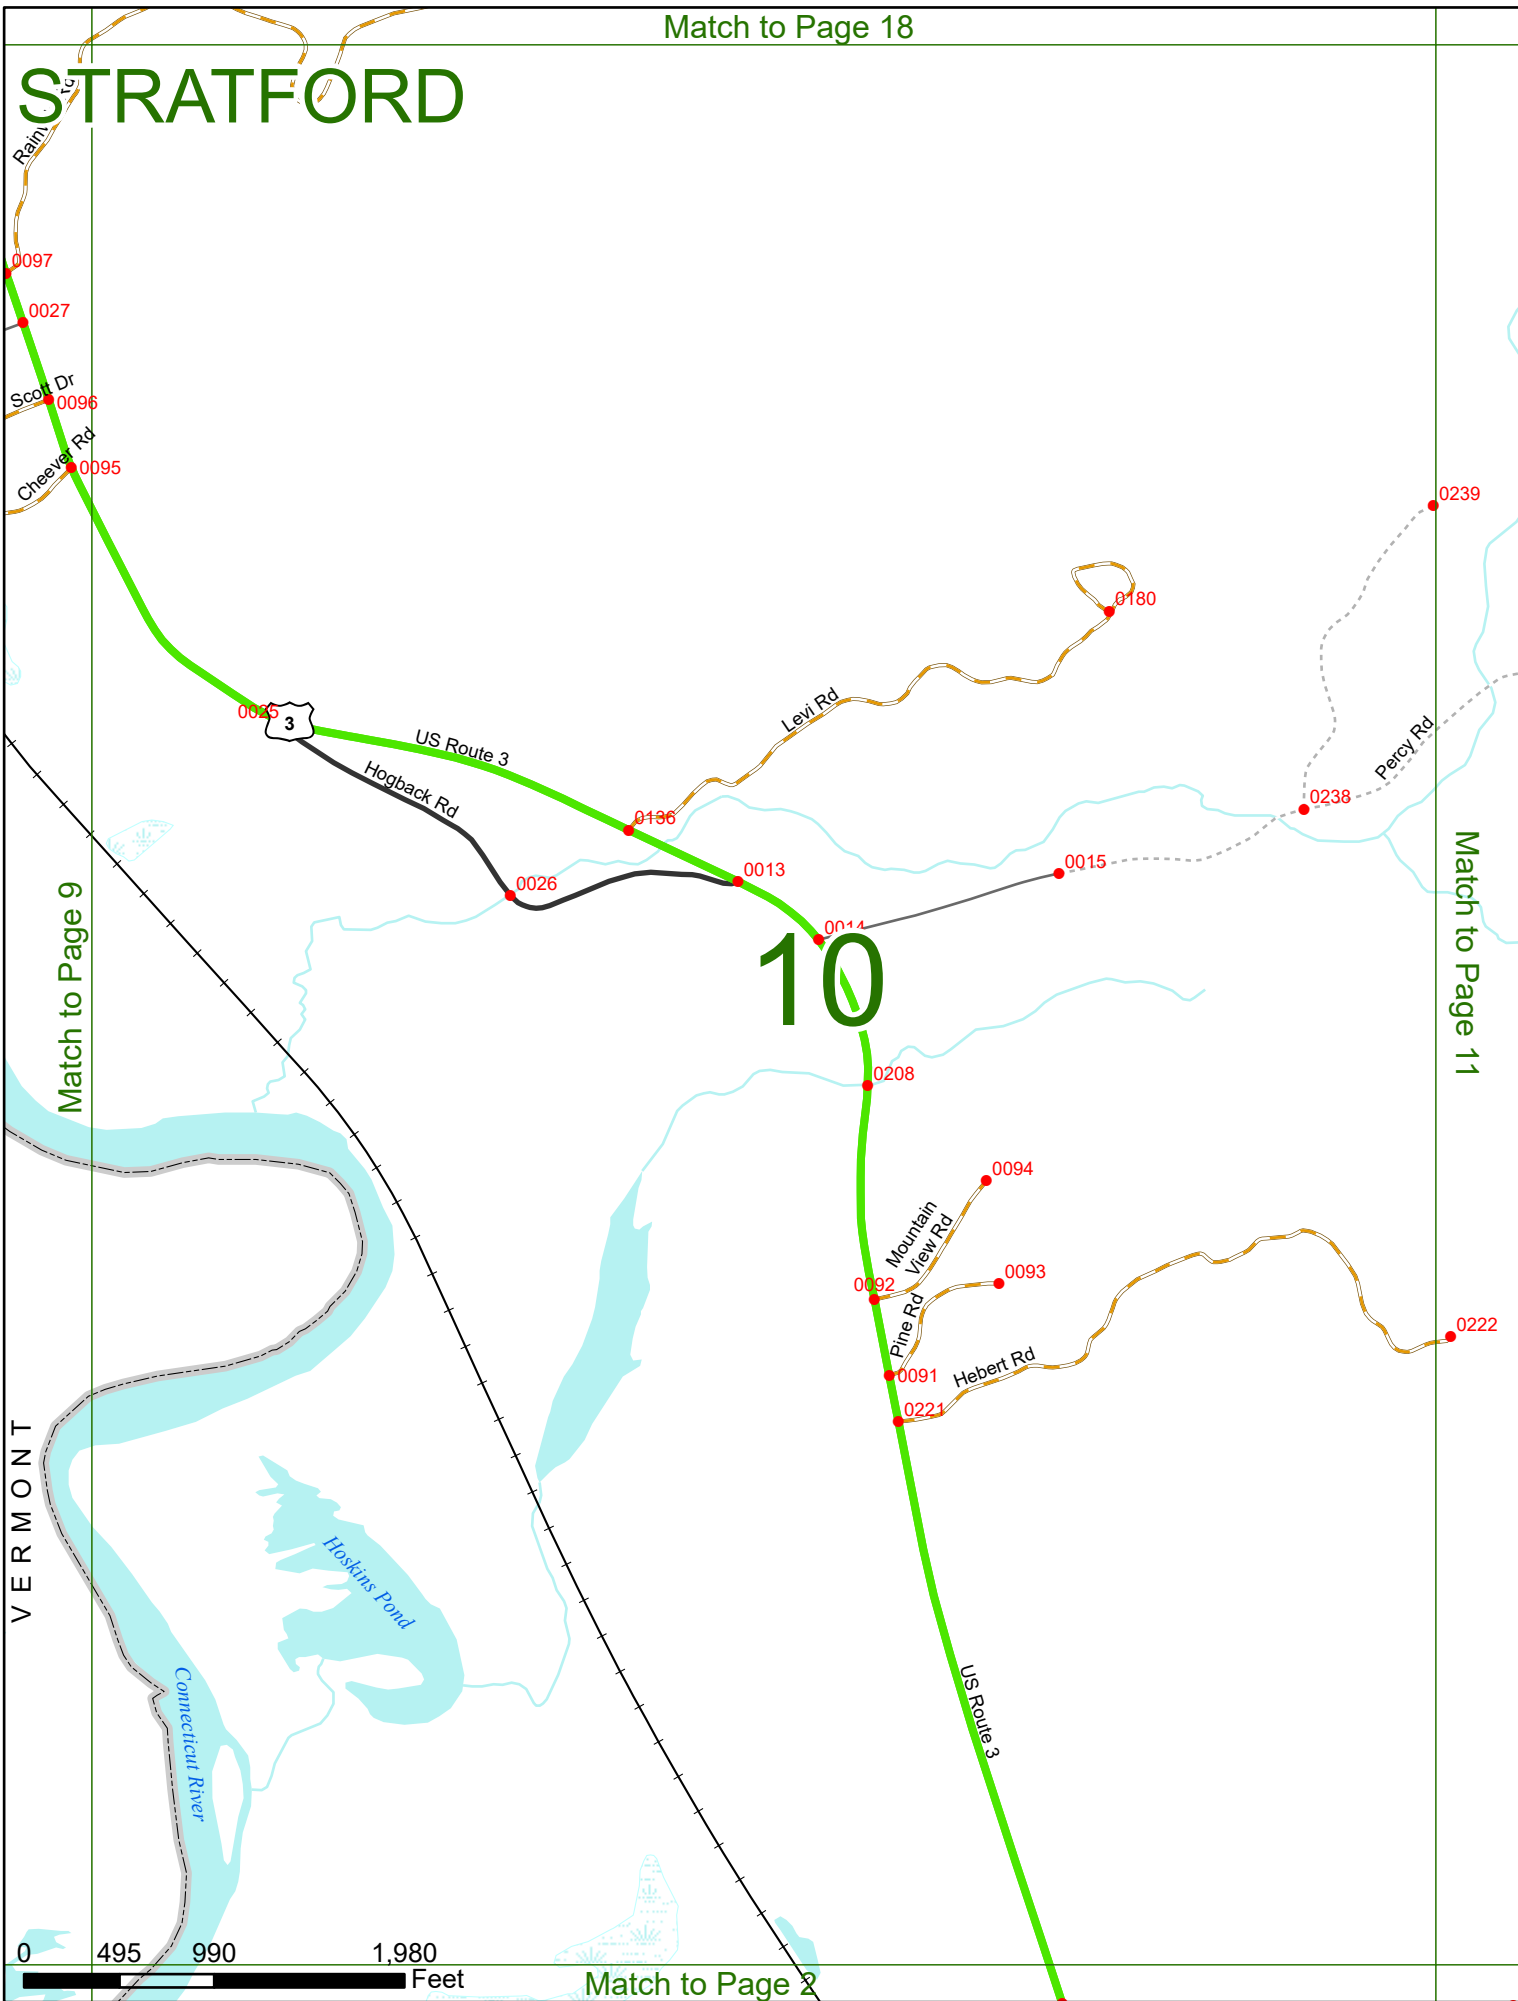 Match to Page 18
STRATFORD
0097
0027
Scott Dr
0096
Cheever Rd
0095
0239
0180
0025
3
US Route 3
Levi Rd
Hogback Rd
Percy Rd
0136
0238
0013
0015
0026
0014
10
Match to Page 9
Match to Page 11
0208
0094
Mountain
View Rd
0092
0093
Pine Rd
0222
Hebert Rd
0091
0221
VERMONT
Hoskins Pond
Connecticut River
US Route 3
0 495 990 1,980
Feet
Match to Page 2